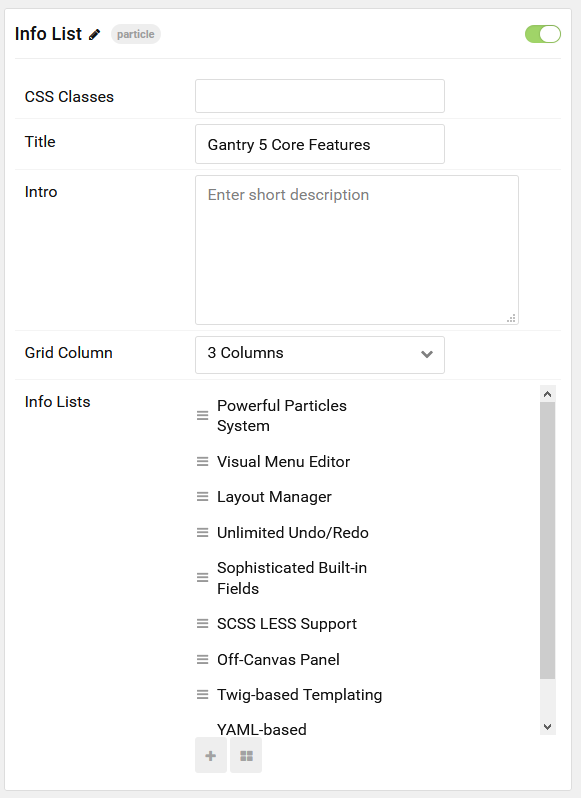 Info List particle
CSS Classes
Title Gantry 5 Core Features
Intro Enter short description
Grid Column 3 Columns
Info Lists
Powerful Particles
System
Visual Menu Editor
Layout Manager
Unlimited Undo/Redo
Sophisticated Built-in
Fields
SCSS LESS Support
Off-Canvas Panel
Twig-based Templating
YAML-based